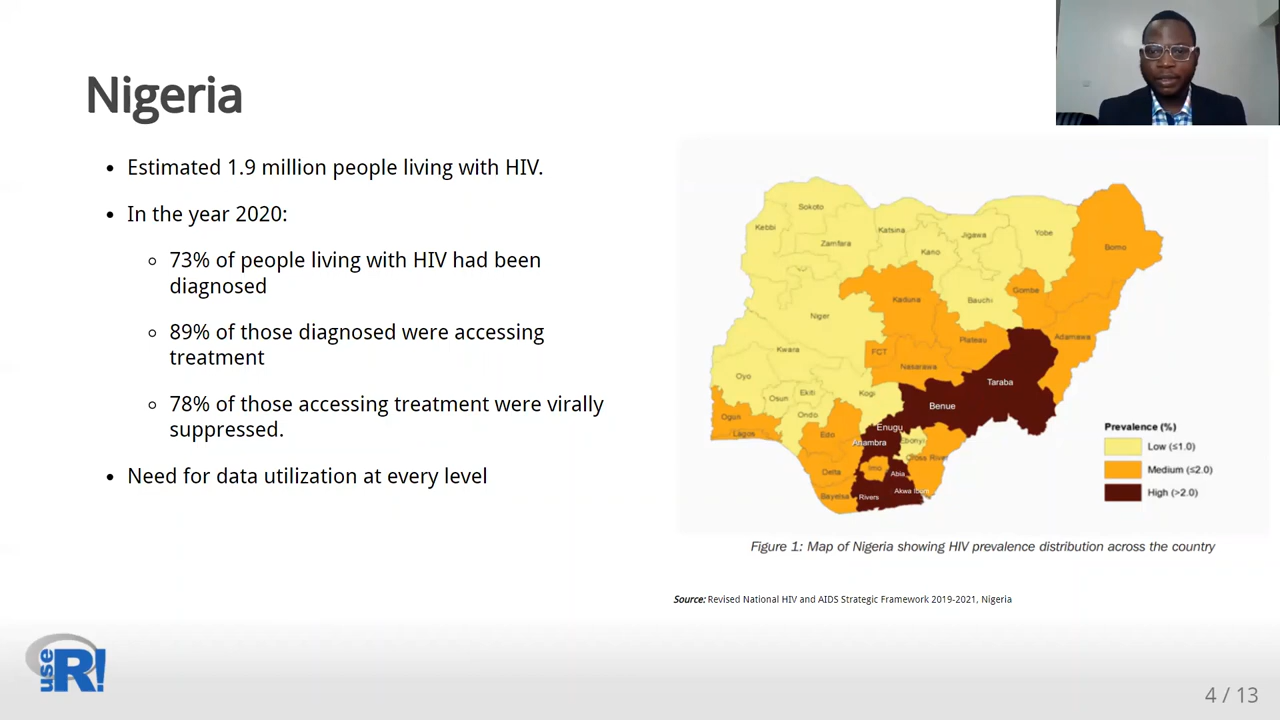 Nigeria
Estimated 1.9 million people living with HIV.
In the year 2020:
73% of people living with HIV had been
diagnosed
89% of those diagnosed were accessing
treatment
78% of those accessing treatment were virally
suppressed.
Need for data utilization at every level
Sokoto
Kebbi
Zamfara
Katsina
Kano
Jigawa
Yobe
Borno
Gombe
Bauchi
Kaduna
Niger
Adamawa
Plateau
FCT
Kwara
Nasarawa
Taraba
Oyo
Ekiti
Kogi
Osun
Benue
Ondo
Ogun
Lagos
Edo
Enugu
Anambra
Ebonyi
Cross River
Delta
Imo
Abia
Akwa Ibom
Bayelsa
Rivers
Prevalence (%)
Low (≤1.0)
Medium (≤2.0)
High (>2.0)
Figure 1: Map of Nigeria showing HIV prevalence distribution across the country
Source: Revised National HIV and AIDS Strategic Framework 2019-2021, Nigeria
use R!
4 / 13